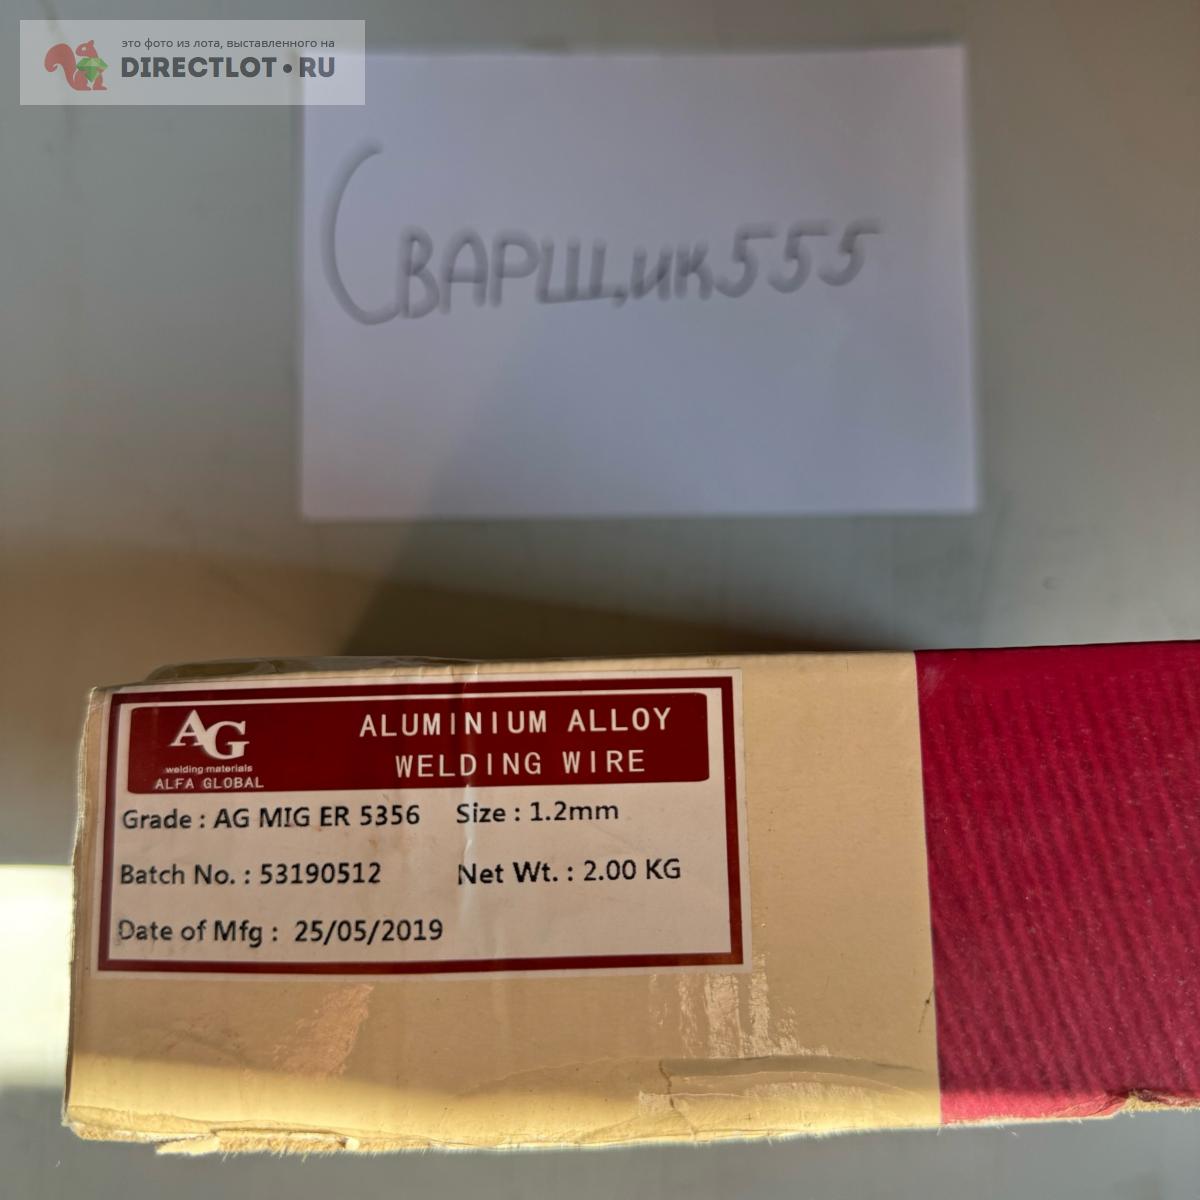 это фото из лота, выставленного на
DIRECTLOT•RU
Сварщик555
AG
welding materials
ALFA GLOBAL
ALUMINIUM ALLOY
WELDING WIRE
Grade : AG MIG ER 5356 Size : 1.2mm
Batch No. : 53190512 Net Wt. : 2.00 KG
Date of Mfg : 25/05/2019